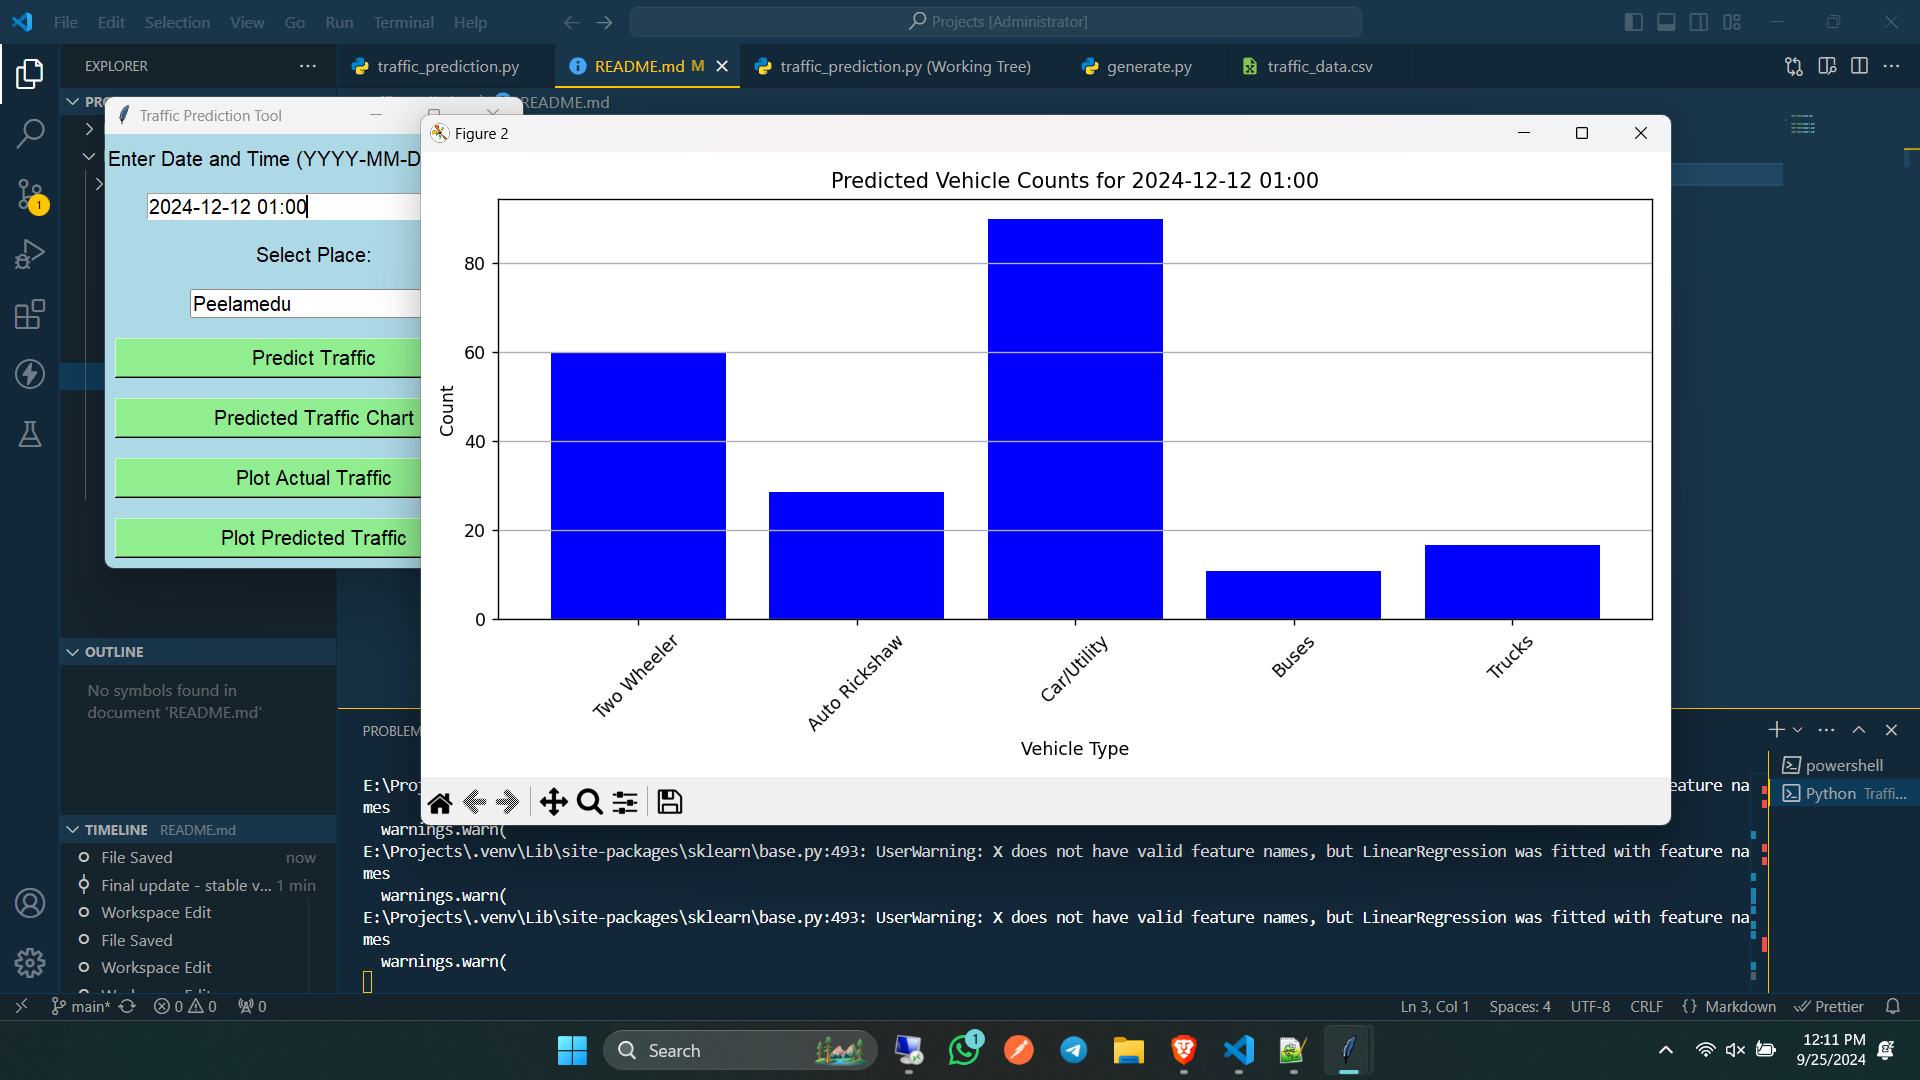 File Edit Selection View Go Run Terminal Help
Projects [Administrator]
EXPLORER
traffic_prediction.py
README.md M
traffic_prediction.py (Working Tree)
generate.py
traffic_data.csv
README.md
1
Traffic Prediction Tool
Enter Date and Time (YYYY-MM-D
2024-12-12 01:00
Select Place:
Peelamedu
Predict Traffic
Predicted Traffic Chart
Plot Actual Traffic
Plot Predicted Traffic
Figure 2
Predicted Vehicle Counts for 2024-12-12 01:00
80
60
40
20
0
Count
Two Wheeler
Auto Rickshaw
Car/Utility
Buses
Trucks
Vehicle Type
OUTLINE
No symbols found in
document 'README.md'
TIMELINE README.md
File Saved now
Final update - stable v... 1 min
Workspace Edit
File Saved
Workspace Edit
PROBLEM
E:\Proj eature na
mes
warnings.warn(
E:\Projects\.venv\Lib\site-packages\sklearn\base.py:493: UserWarning: X does not have valid feature names, but LinearRegression was fitted with feature na
mes
warnings.warn(
E:\Projects\.venv\Lib\site-packages\sklearn\base.py:493: UserWarning: X does not have valid feature names, but LinearRegression was fitted with feature na
mes
warnings.warn(
powershell
Python Traffi...
main* 0 0 0
Ln 3, Col 1 Spaces: 4 UTF-8 CRLF {} Markdown Prettier
Search
1
12:11 PM
9/25/2024